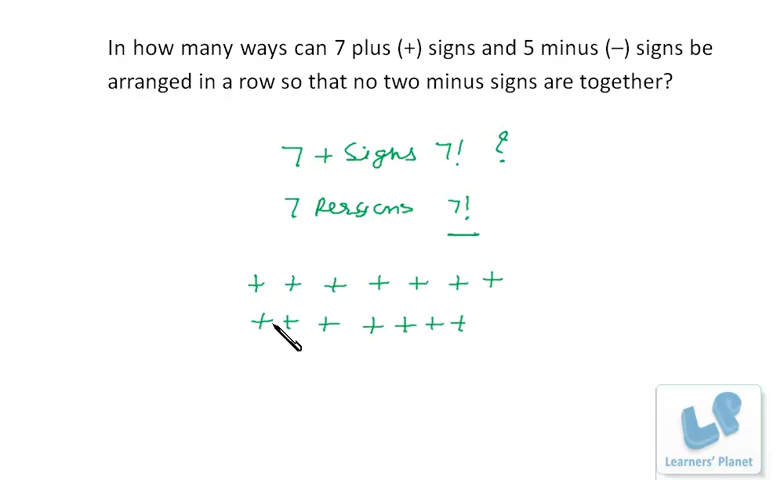 In how many ways can 7 plus (+) signs and 5 minus (–) signs be
arranged in a row so that no two minus signs are together?
7 + Signs 7! ?
7 Persons 7!
+ + + + + + +
+ + + + + + +
LP
Learners' Planet